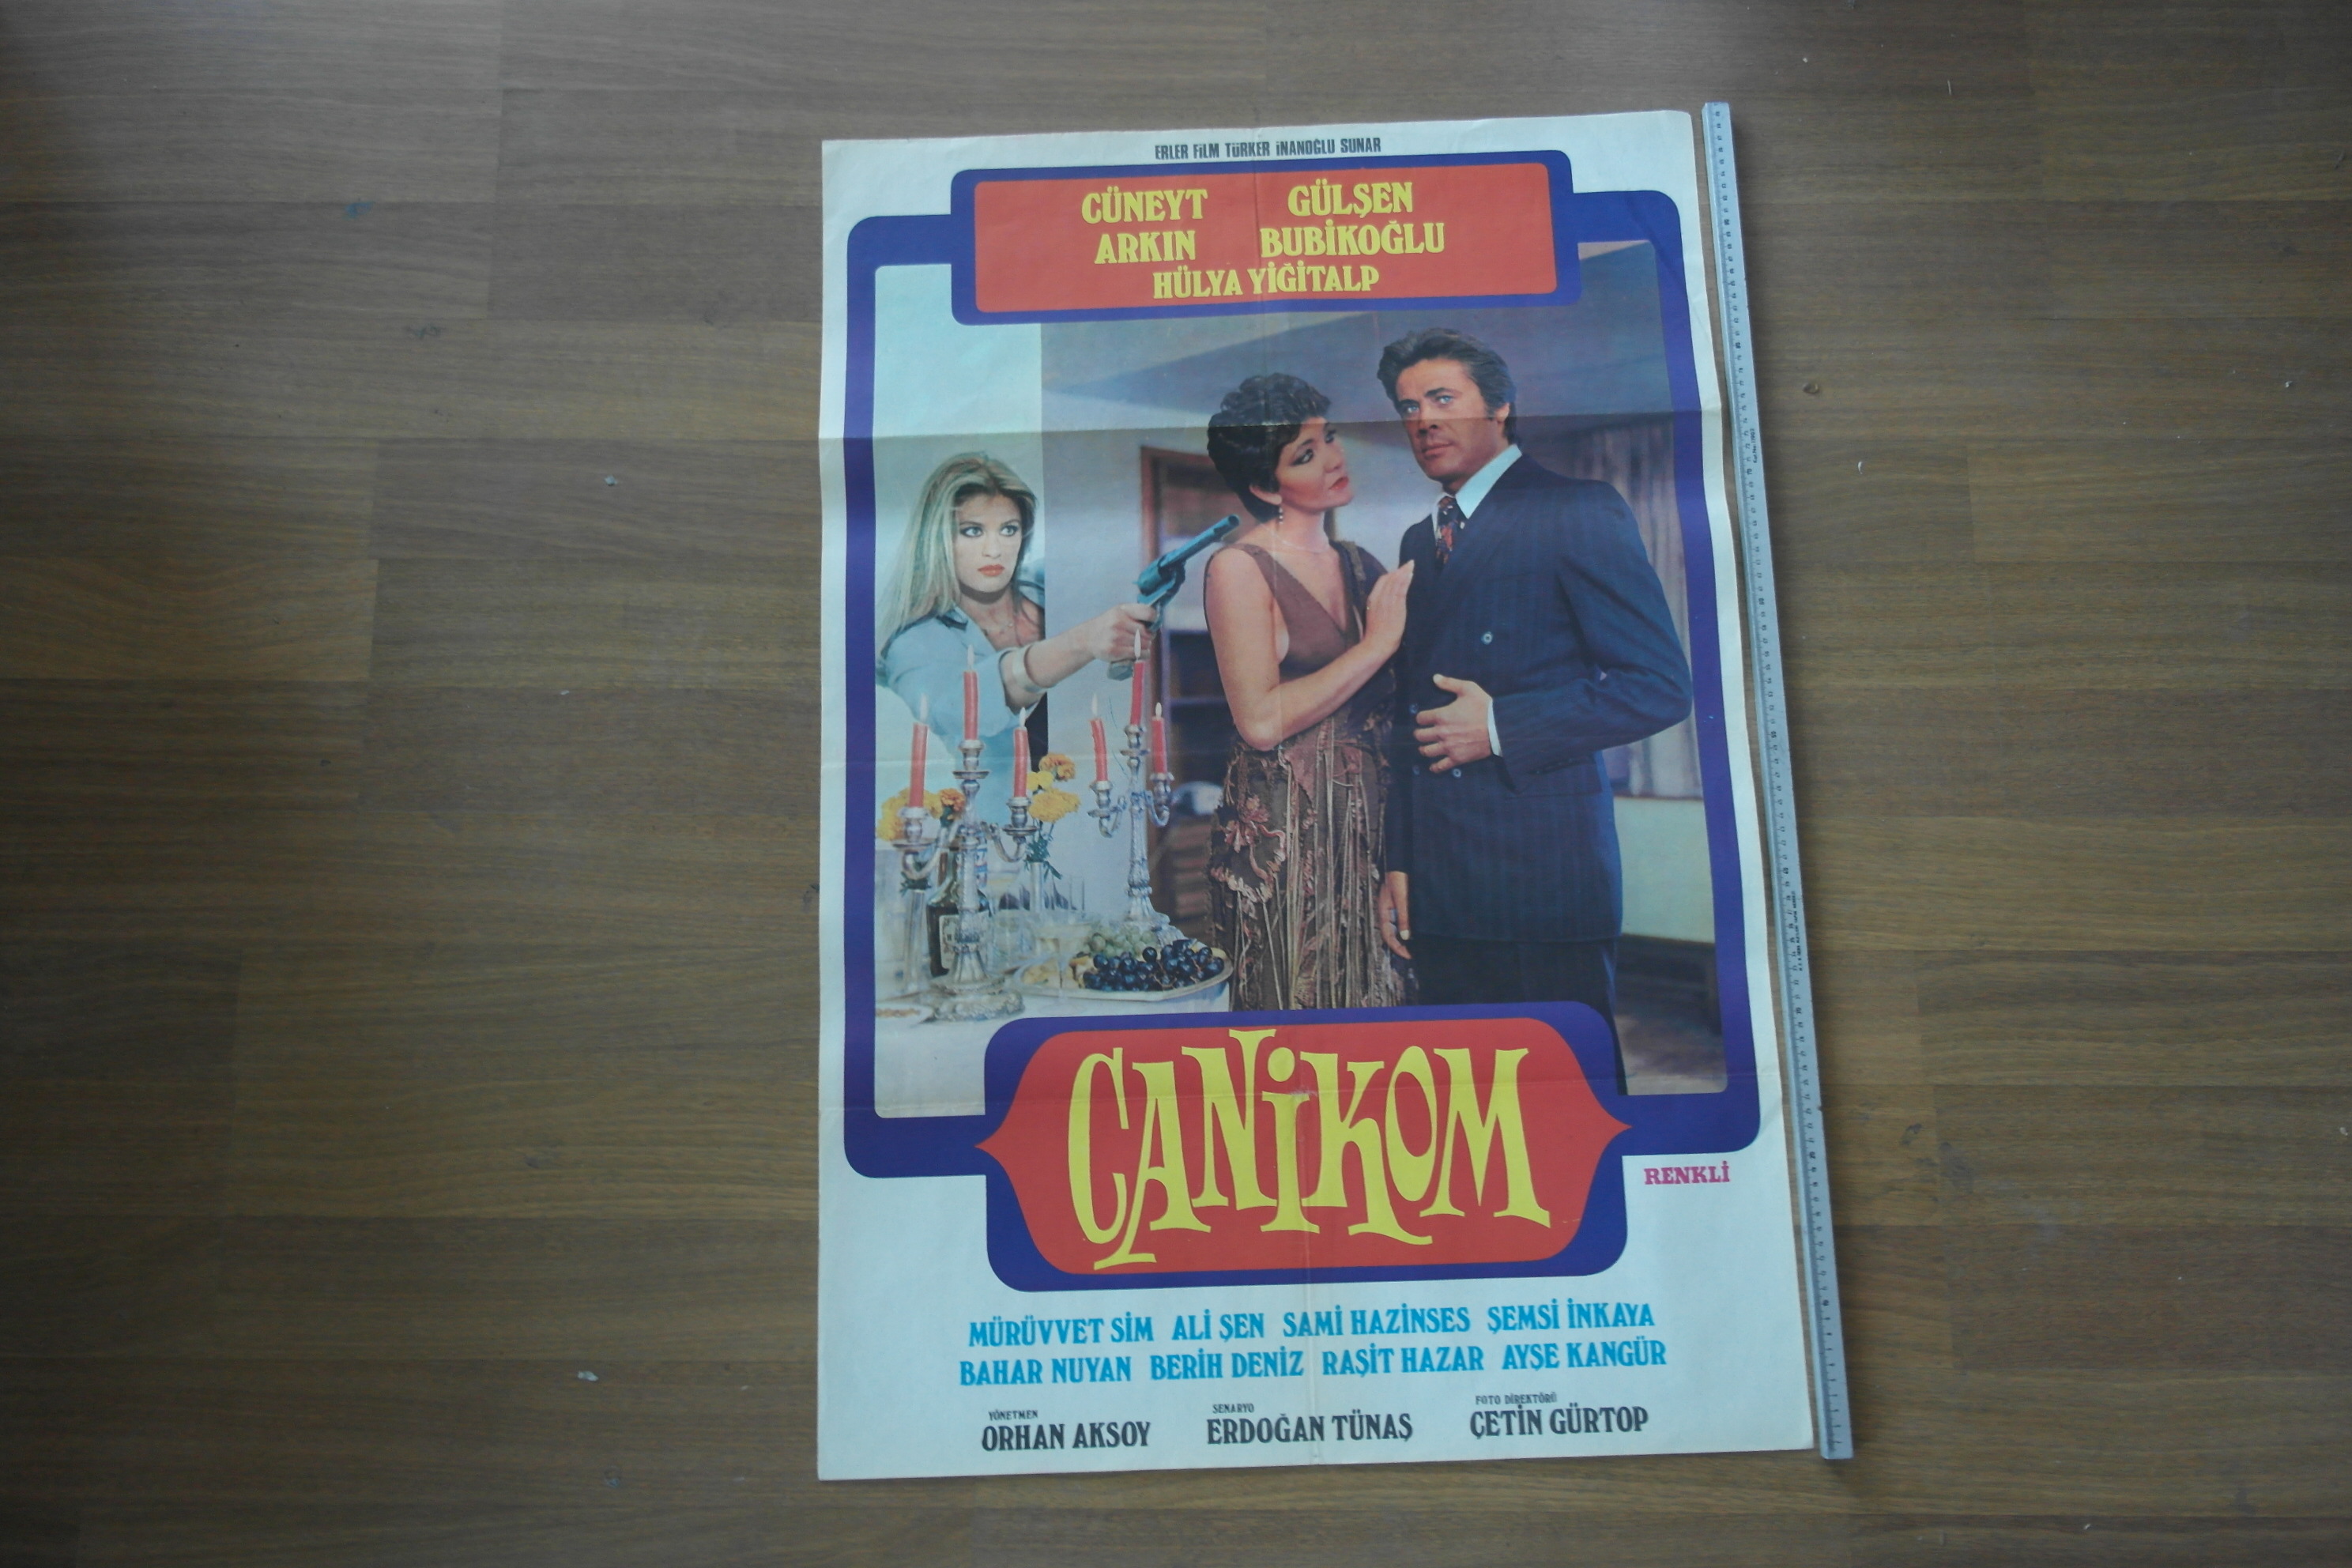 ERLER FİLM TÜRKER İNANOĞLU SUNAR
CÜNEYT ARKIN
GÜLŞEN BUBİKOĞLU
HÜLYA YİĞİTALP
CANİKOM
RENKLİ
MÜRÜVVET SİM ALİ ŞEN SAMİ HAZİNSES ŞEMSİ İNKAYA
BAHAR NUYAN BERİH DENİZ RAŞİT HAZAR AYŞE KANGÜR
YÖNETMEN
ORHAN AKSOY
SENARYO
ERDOĞAN TÜNAŞ
FOTO DİREKTÖRÜ
ÇETİN GÜRTOP